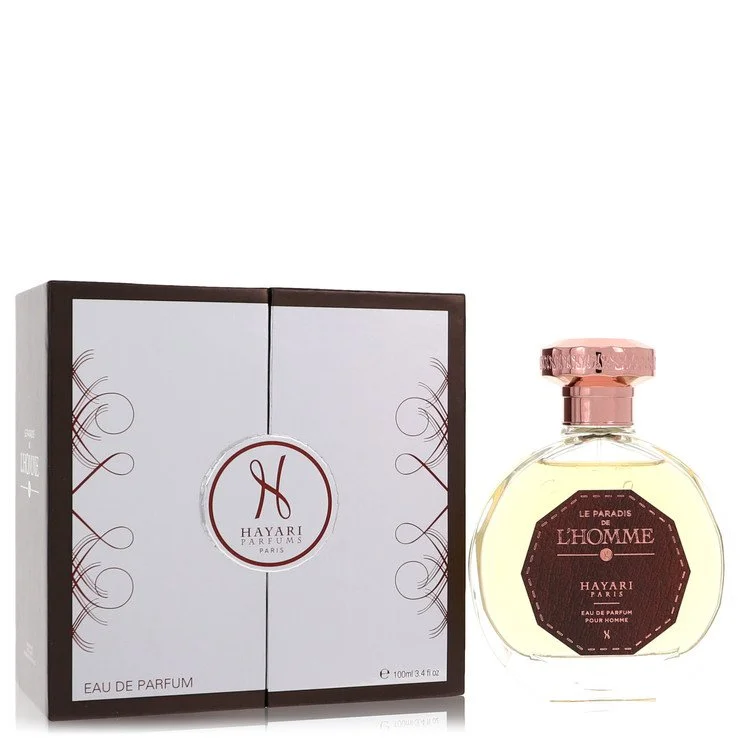 L'HOMME
HAYARI
PARFUMS
PARIS
EAU DE PARFUM
℮ 100ml 3.4 fl oz
LE PARADIS
DE
L'HOMME
HAYARI
PARIS
EAU DE PARFUM
POUR HOMME